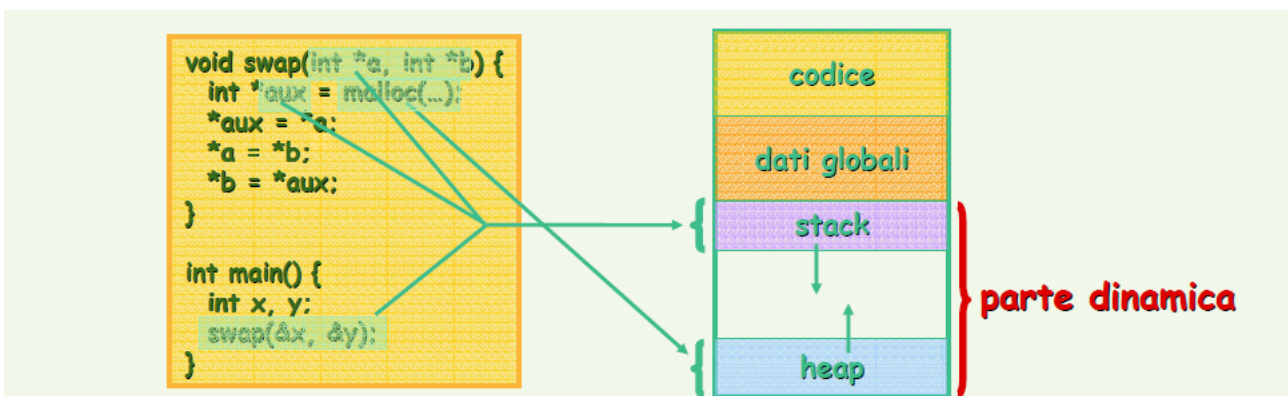 void swap(int *a, int *b) {
int *aux = malloc(...);
*aux = *a;
*a = *b;
*b = *aux;
}
int main() {
int x, y;
swap(&x, &y);
}
codice
dati globali
stack
heap
parte dinamica